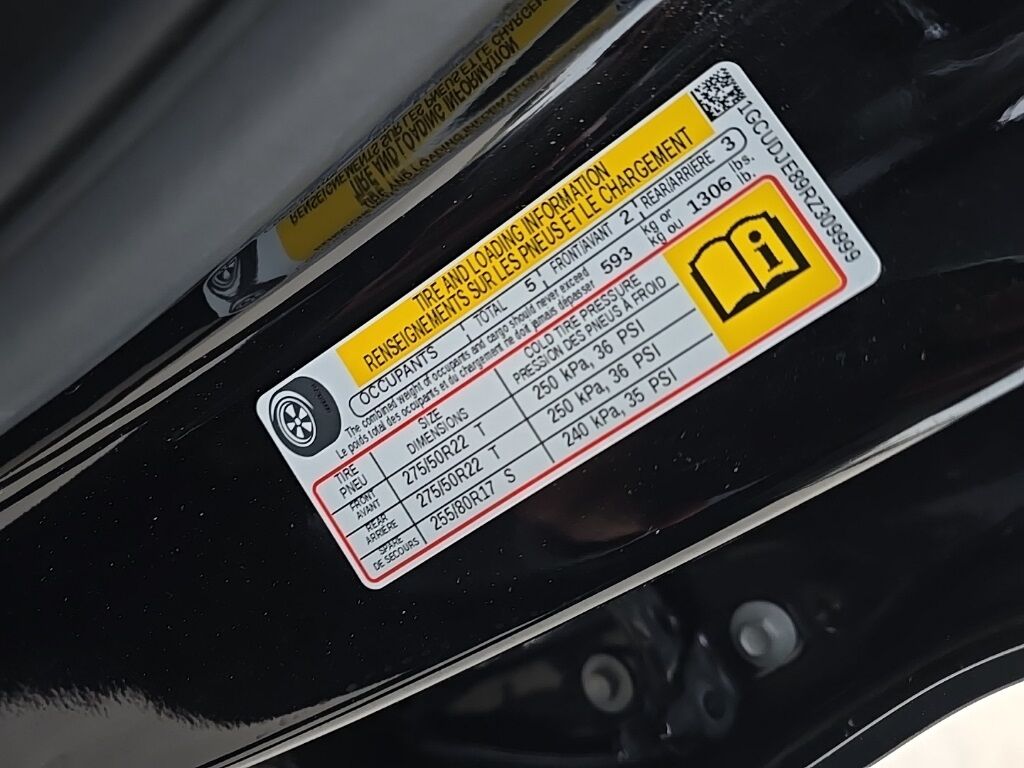 1GCUDJE89RZ309999
TIRE AND LOADING INFORMATION
RENSEIGNEMENTS SUR LES PNEUS ET LE CHARGEMENT
OCCUPANTS TOTAL 5 FRONT/AVANT 2 REAR/ARRIÈRE 3
The combined weight of occupants and cargo should never exceed 593 kg or 1306 lbs.
Le poids total des occupants et du chargement ne doit jamais dépasser kg ou lb.
TIRE SIZE COLD TIRE PRESSURE
PNEU DIMENSIONS PRESSION DES PNEUS À FROID
FRONT
AVANT 275/50R22 T 250 kPa, 36 PSI
REAR
ARRIÈRE 275/50R22 T 250 kPa, 36 PSI
SPARE
DE SECOURS 255/80R17 S 240 kPa, 35 PSI